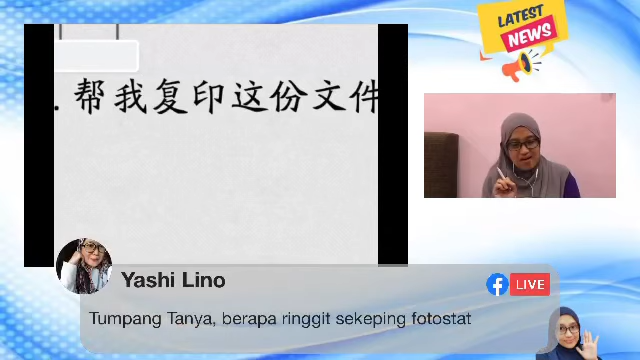 LATEST
NEWS
. 帮我复印这份文件
Yashi Lino
f LIVE
Tumpang Tanya, berapa ringgit sekeping fotostat